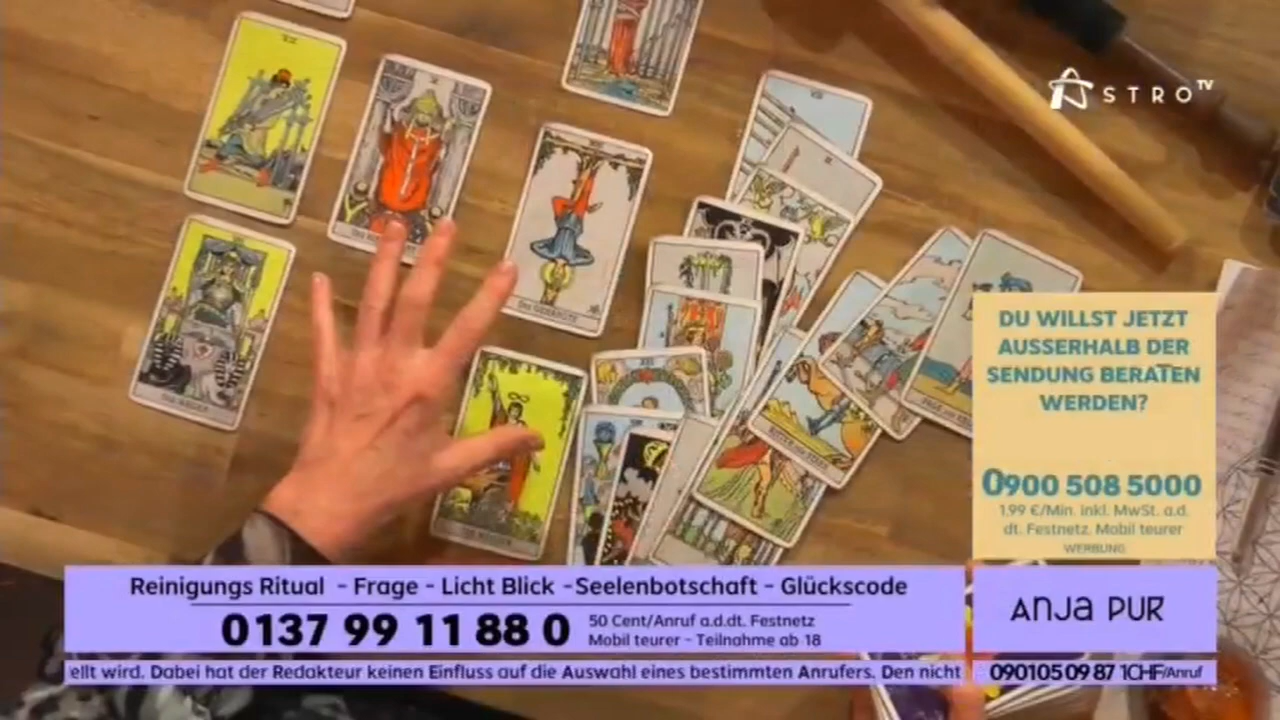 ASTRO TV
DER GEHÄNGTE
DU WILLST JETZT
AUSSERHALB DER
SENDUNG BERATEN
WERDEN?
0900 508 5000
1,99 €/Min. inkl. MwSt. a.d.
dt. Festnetz. Mobil teurer
WERBUNG
Reinigungs Ritual - Frage - Licht Blick -Seelenbotschaft - Glückscode
0137 99 11 88 0
50 Cent/Anruf a.d.dt. Festnetz
Mobil teurer - Teilnahme ab 18
ANJA PUR
ellt wird. Dabei hat der Redakteur keinen Einfluss auf die Auswahl eines bestimmten Anrufers. Den nicht
090105 09 87 1CHF/Anruf